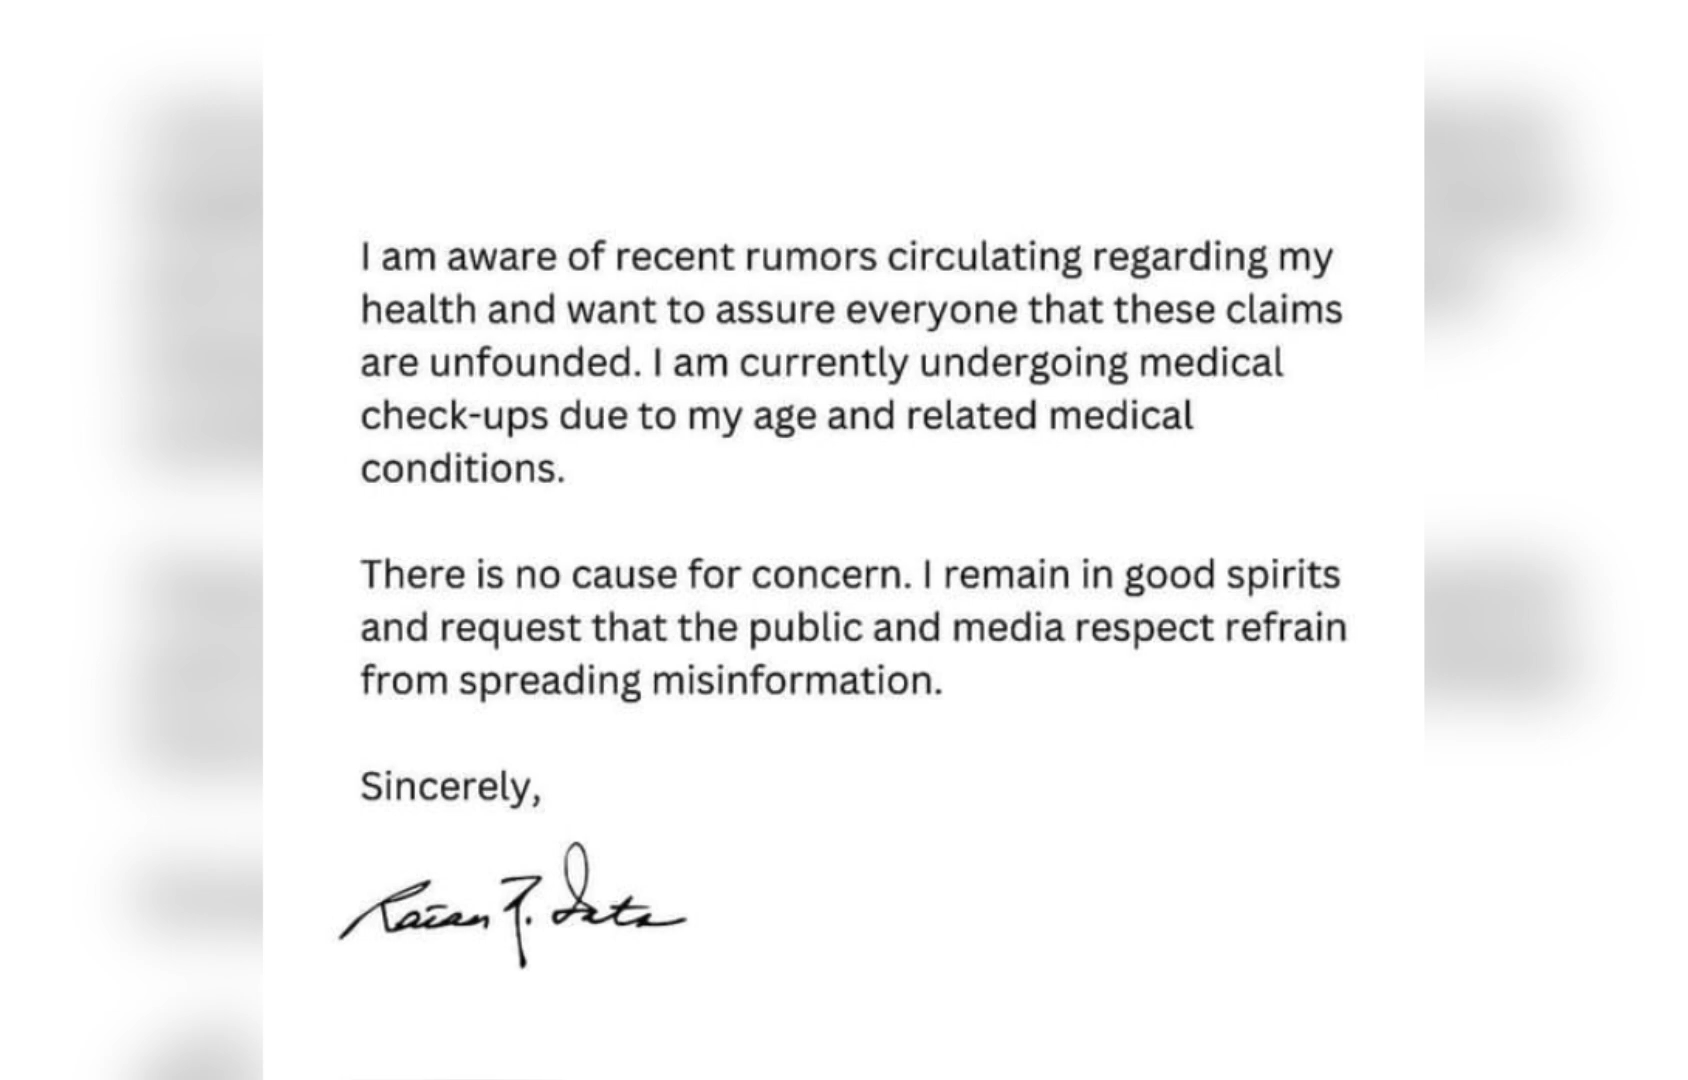 I am aware of recent rumors circulating regarding my
health and want to assure everyone that these claims
are unfounded. I am currently undergoing medical
check-ups due to my age and related medical
conditions.
There is no cause for concern. I remain in good spirits
and request that the public and media respect refrain
from spreading misinformation.
Sincerely,
Ratan T. Tata